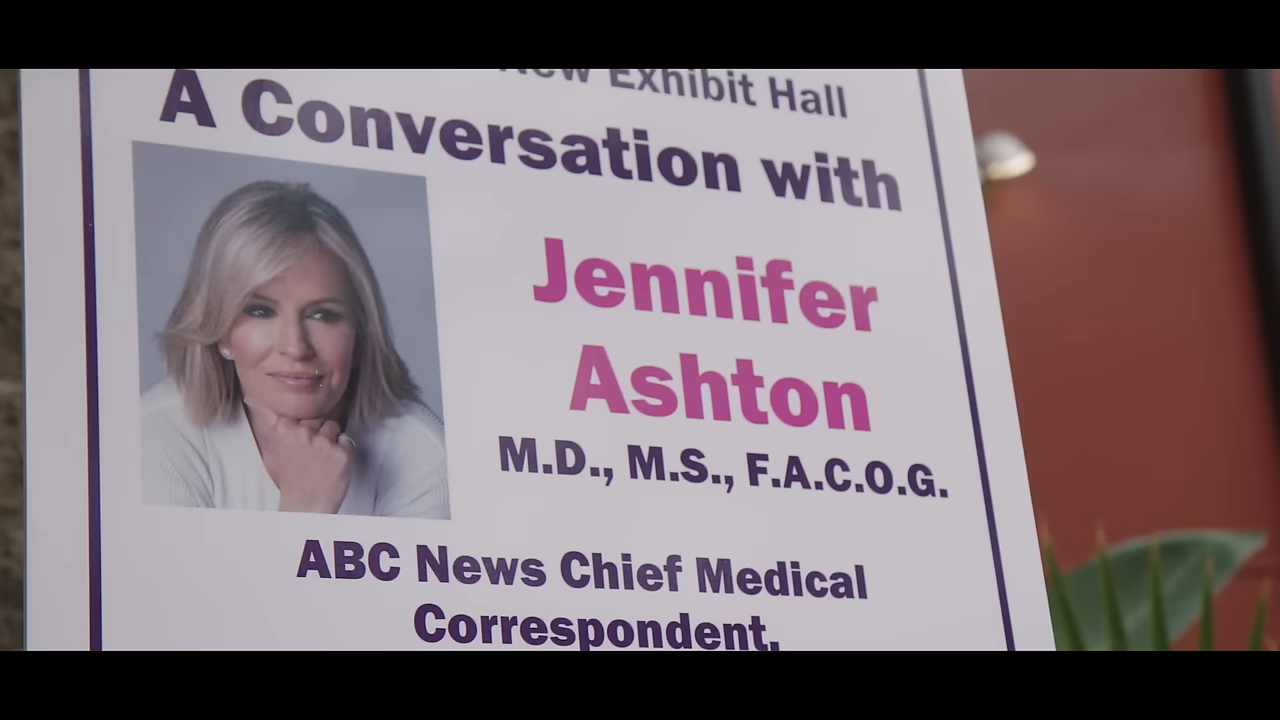 New Exhibit Hall
A Conversation with
Jennifer
Ashton
M.D., M.S., F.A.C.O.G.
ABC News Chief Medical
Correspondent,